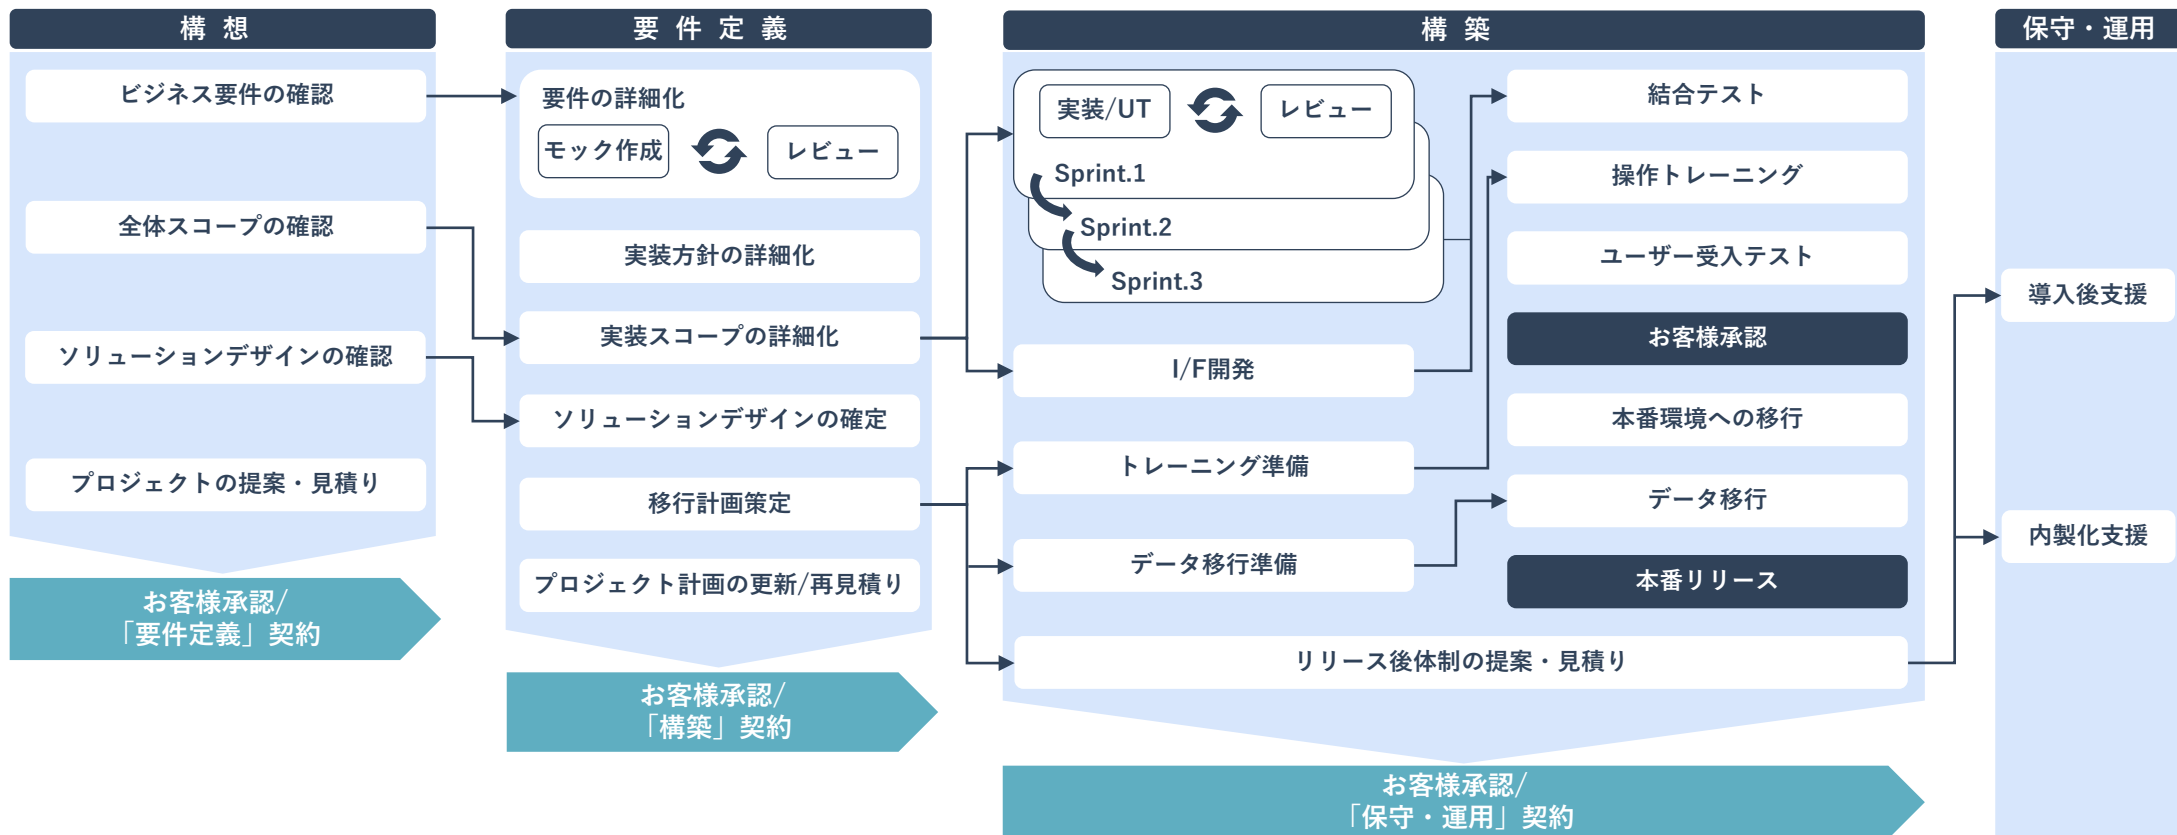 構想
ビジネス要件の確認
全体スコープの確認
ソリューションデザインの確認
プロジェクトの提案・見積り
お客様承認/
「要件定義」契約
要件定義
要件の詳細化
モック作成
レビュー
実装方針の詳細化
実装スコープの詳細化
ソリューションデザインの確定
移行計画策定
プロジェクト計画の更新/再見積り
お客様承認/
「構築」契約
構築
実装/UT
レビュー
Sprint.1
Sprint.2
Sprint.3
I/F開発
トレーニング準備
データ移行準備
結合テスト
操作トレーニング
ユーザー受入テスト
お客様承認
本番環境への移行
データ移行
本番リリース
リリース後体制の提案・見積り
お客様承認/
「保守・運用」契約
保守・運用
導入後支援
内製化支援